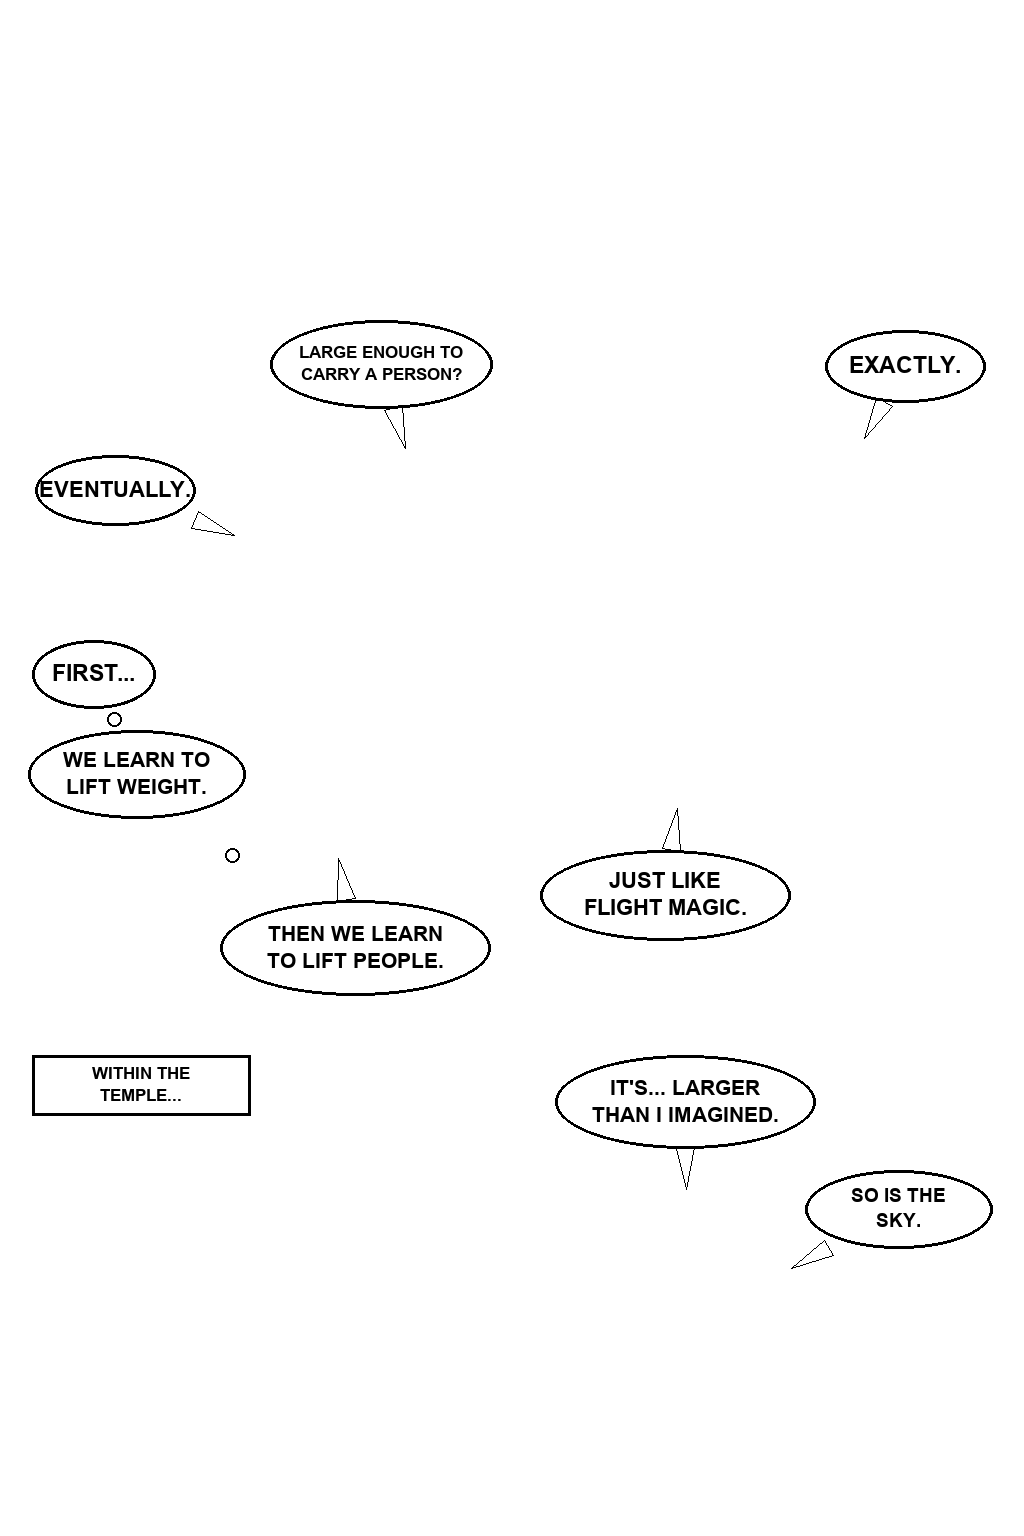 LARGE ENOUGH TO
CARRY A PERSON?
EXACTLY.
EVENTUALLY.
FIRST...
WE LEARN TO
LIFT WEIGHT.
JUST LIKE
FLIGHT MAGIC.
THEN WE LEARN
TO LIFT PEOPLE.
WITHIN THE
TEMPLE...
IT'S... LARGER
THAN I IMAGINED.
SO IS THE
SKY.